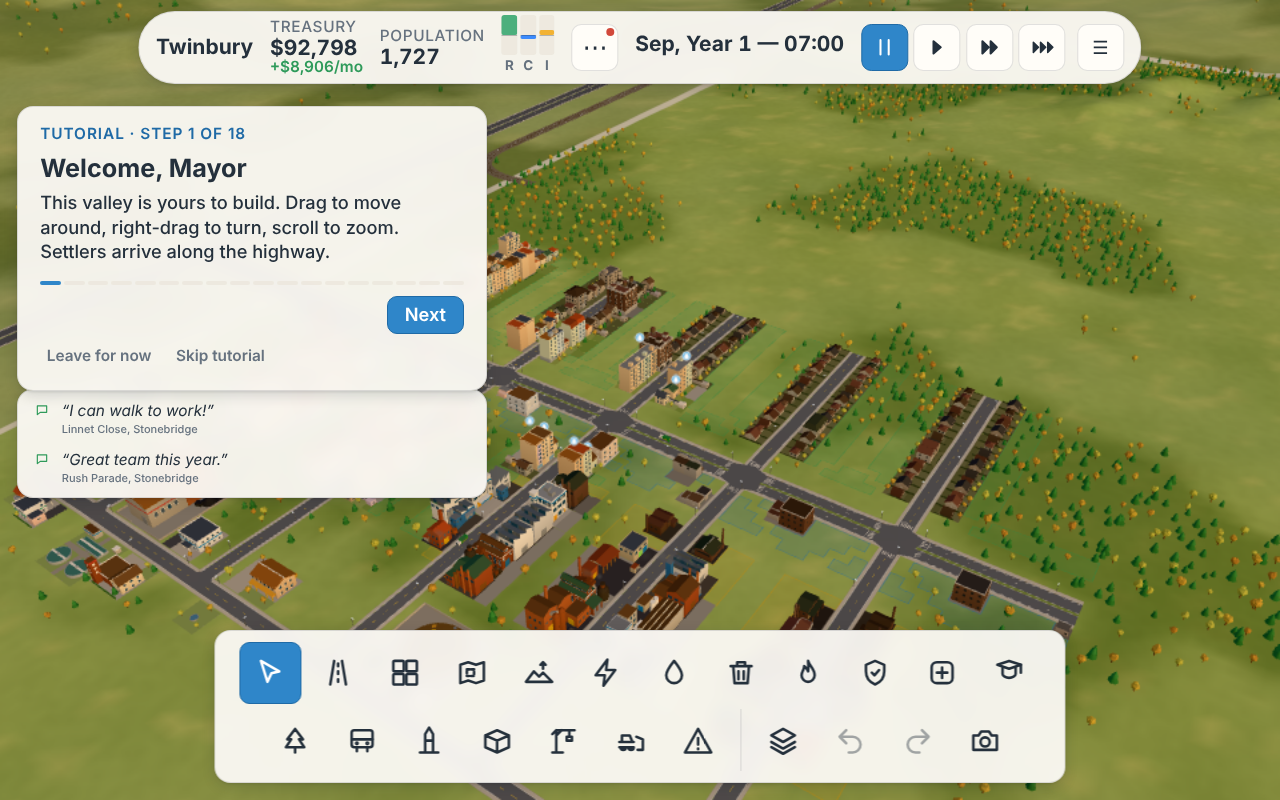 Twinbury
TREASURY
$92,798
+$8,906/mo
POPULATION
1,727
R C I
Sep, Year 1 — 07:00
TUTORIAL · STEP 1 OF 18
Welcome, Mayor
This valley is yours to build. Drag to move
around, right-drag to turn, scroll to zoom.
Settlers arrive along the highway.
Next
Leave for now Skip tutorial
“I can walk to work!”
Linnet Close, Stonebridge
“Great team this year.”
Rush Parade, Stonebridge